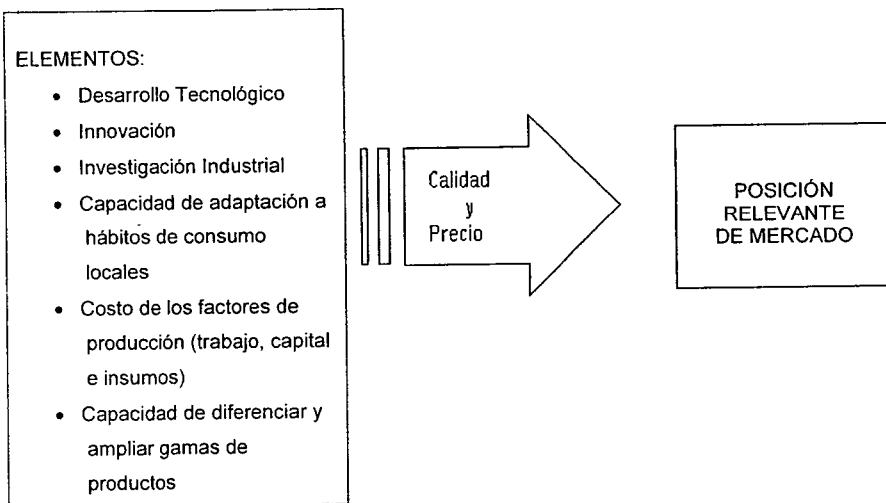 ELEMENTOS:
• Desarrollo Tecnológico
• Innovación
• Investigación Industrial
• Capacidad de adaptación a
hábitos de consumo
locales
• Costo de los factores de
producción (trabajo, capital
e insumos)
• Capacidad de diferenciar y
ampliar gamas de
productos
Calidad
y
Precio
POSICIÓN
RELEVANTE
DE MERCADO